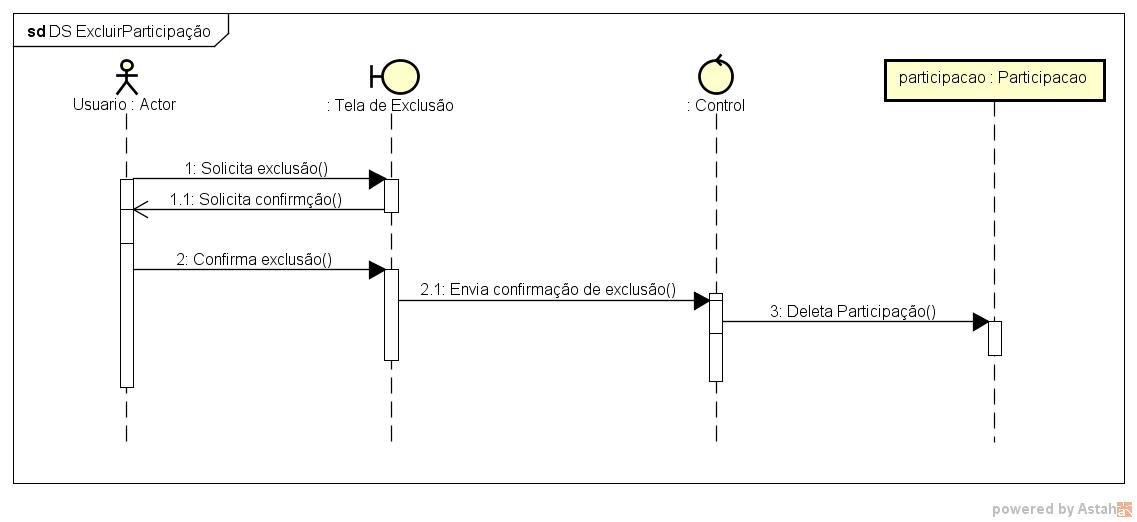 sd DS ExcluirParticipação
Usuario : Actor
: Tela de Exclusão
: Control
participacao : Participacao
1: Solicita exclusão()
1.1: Solicita confirmção()
2: Confirma exclusão()
2.1: Envia confirmação de exclusão()
3: Deleta Participação()
powered by Astah